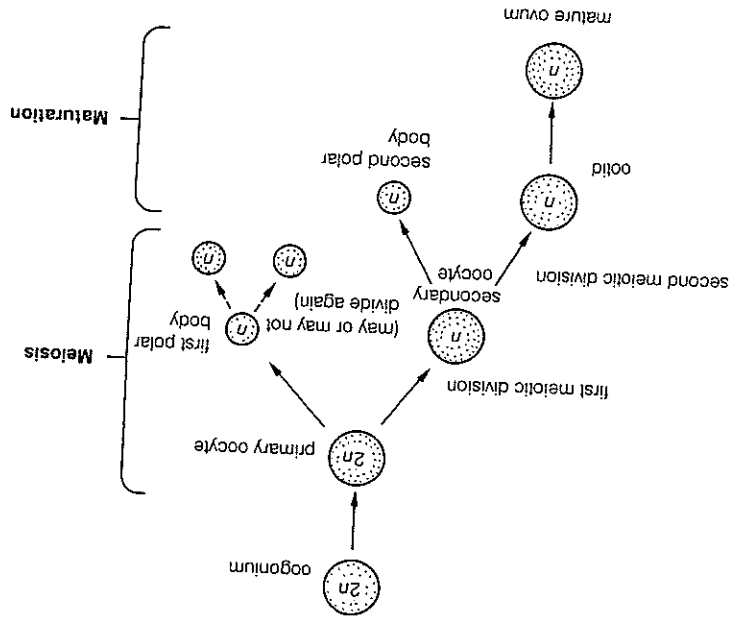 oogonium
2n
primary oocyte
2n
first meiotic division
n
secondary
oocyte
first polar
body
n
(may or may not
divide again)
n
n
second meiotic division
ootid
n
second polar
body
n
mature ovum
n
Meiosis
Maturation